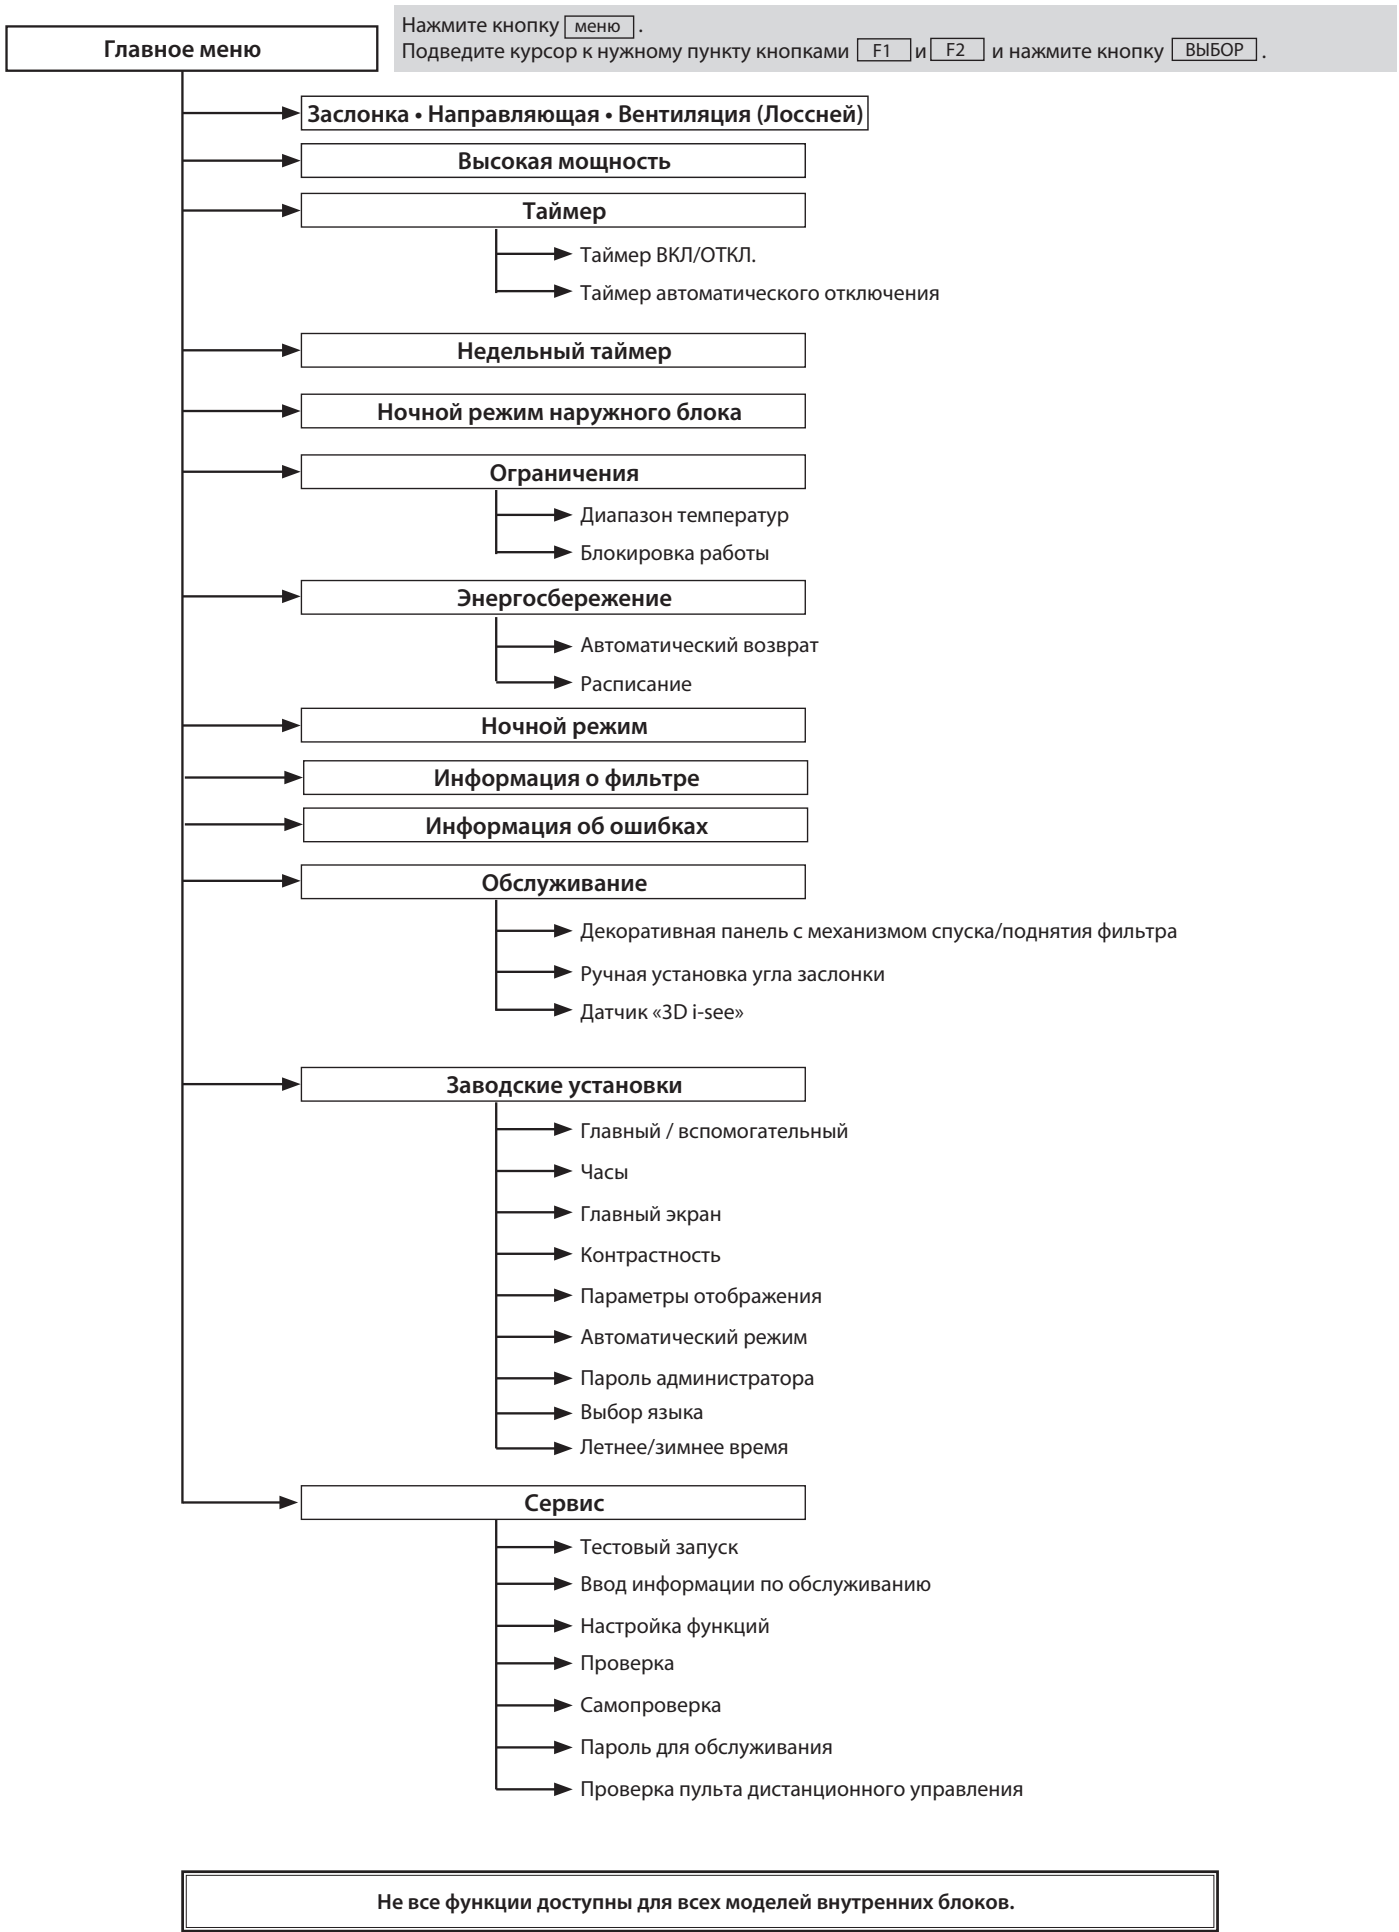 Главное меню
Нажмите кнопку меню .
Подведите курсор к нужному пункту кнопками F1 и F2 и нажмите кнопку ВЫБОР .
Заслонка • Направляющая • Вентиляция (Лоссней)
Высокая мощность
Таймер
Таймер ВКЛ/ОТКЛ.
Таймер автоматического отключения
Недельный таймер
Ночной режим наружного блока
Ограничения
Диапазон температур
Блокировка работы
Энергосбережение
Автоматический возврат
Расписание
Ночной режим
Информация о фильтре
Информация об ошибках
Обслуживание
Декоративная панель с механизмом спуска/поднятия фильтра
Ручная установка угла заслонки
Датчик «3D i-see»
Заводские установки
Главный / вспомогательный
Часы
Главный экран
Контрастность
Параметры отображения
Автоматический режим
Пароль администратора
Выбор языка
Летнее/зимнее время
Сервис
Тестовый запуск
Ввод информации по обслуживанию
Настройка функций
Проверка
Самопроверка
Пароль для обслуживания
Проверка пульта дистанционного управления
Не все функции доступны для всех моделей внутренних блоков.